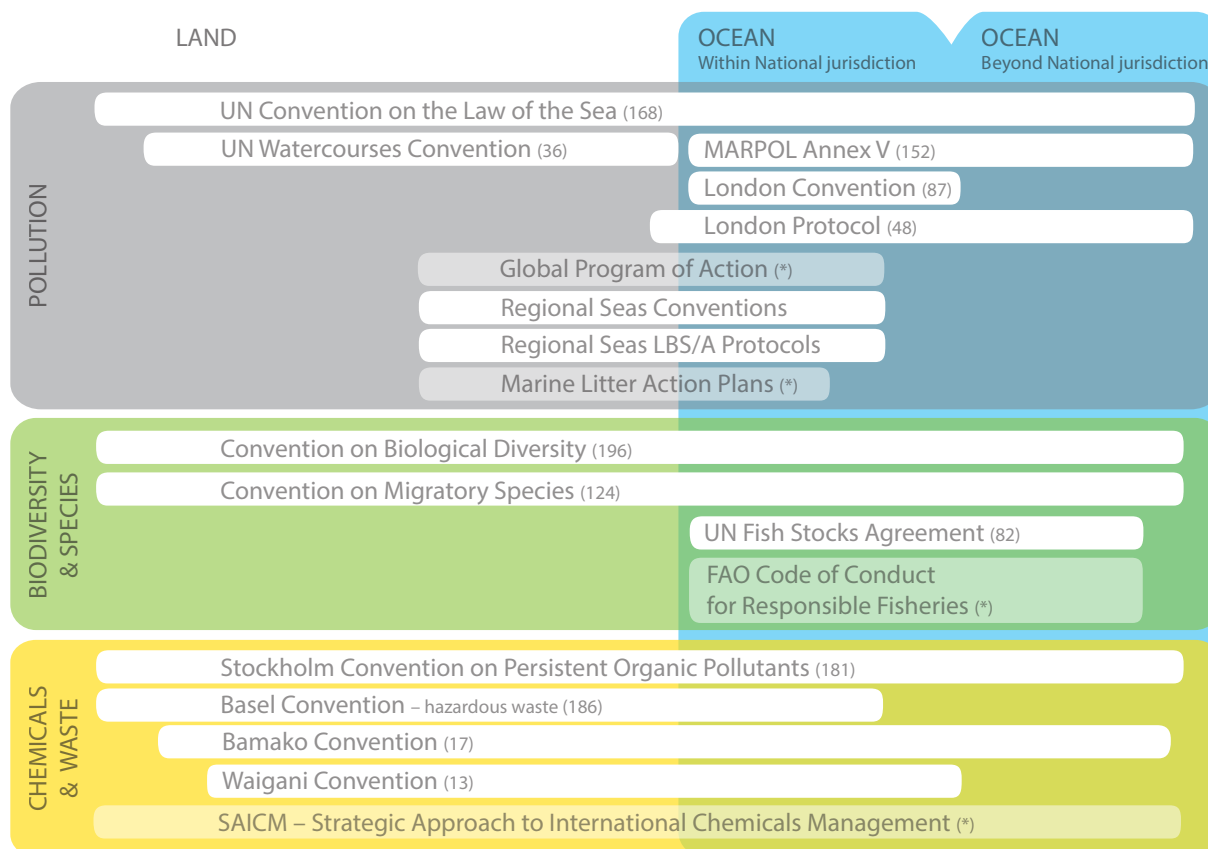 LAND
OCEAN
Within National jurisdiction
OCEAN
Beyond National jurisdiction
POLLUTION
UN Convention on the Law of the Sea (168)
UN Watercourses Convention (36)
MARPOL Annex V (152)
London Convention (87)
London Protocol (48)
Global Program of Action (*)
Regional Seas Conventions
Regional Seas LBS/A Protocols
Marine Litter Action Plans (*)
BIODIVERSITY
& SPECIES
Convention on Biological Diversity (196)
Convention on Migratory Species (124)
UN Fish Stocks Agreement (82)
FAO Code of Conduct
for Responsible Fisheries (*)
CHEMICALS
& WASTE
Stockholm Convention on Persistent Organic Pollutants (181)
Basel Convention – hazardous waste (186)
Bamako Convention (17)
Waigani Convention (13)
SAICM – Strategic Approach to International Chemicals Management (*)